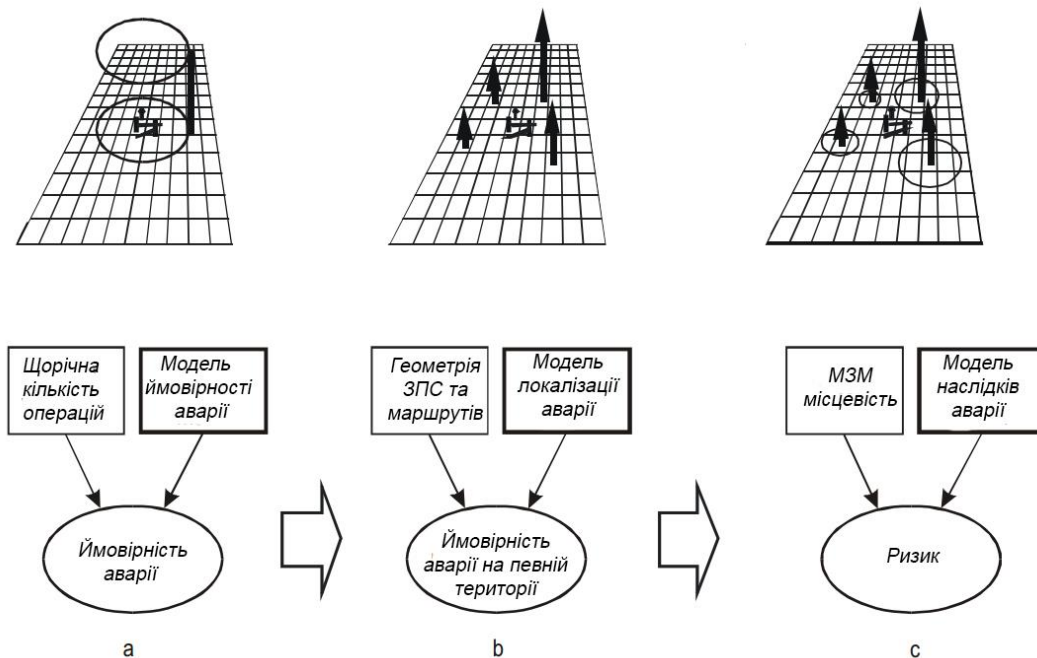 Щорічна
кількість
операцій
Модель
ймовірності
аварії
Геометрія
ЗПС та
маршрутів
Модель
локалізації
аварії
МЗМ
місцевість
Модель
наслідків
аварії
Ймовірність
аварії
Ймовірність
аварії на певній
території
Ризик
a
b
c